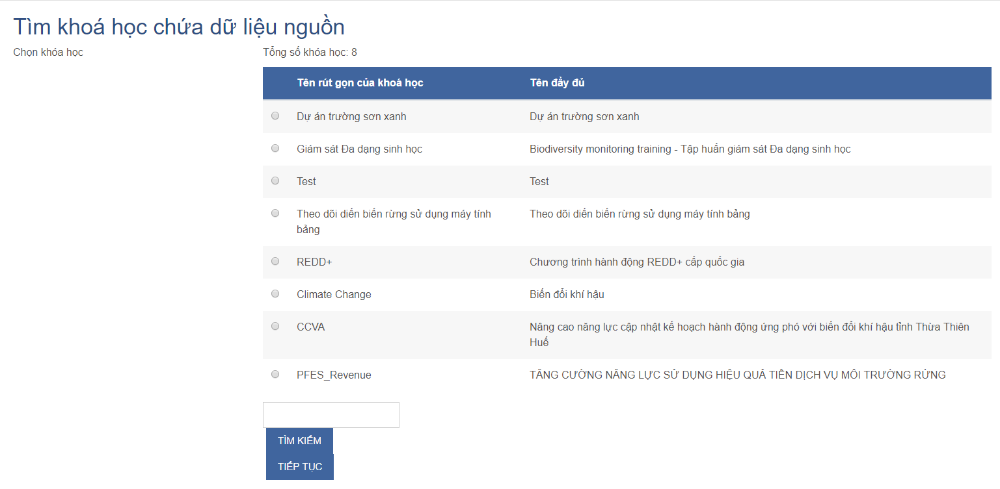 Tìm khoá học chứa dữ liệu nguồn
Chọn khóa học
Tổng số khóa học: 8
Tên rút gọn của khoá học
Tên đầy đủ
Dự án trường sơn xanh
Dự án trường sơn xanh
Giám sát Đa dạng sinh học
Biodiversity monitoring training - Tập huấn giám sát Đa dạng sinh học
Test
Test
Theo dõi diến biến rừng sử dụng máy tính
bảng
Theo dõi diến biến rừng sử dụng máy tính bảng
REDD+
Chương trình hành động REDD+ cấp quốc gia
Climate Change
Biến đổi khí hậu
CCVA
Nâng cao năng lực cập nhật kế hoạch hành động ứng phó với biến đổi khí hậu tỉnh Thừa Thiên
Huế
PFES_Revenue
TĂNG CƯỜNG NĂNG LỰC SỬ DỤNG HIỆU QUẢ TIỀN DỊCH VỤ MÔI TRƯỜNG RỪNG
TÌM KIẾM
TIẾP TỤC